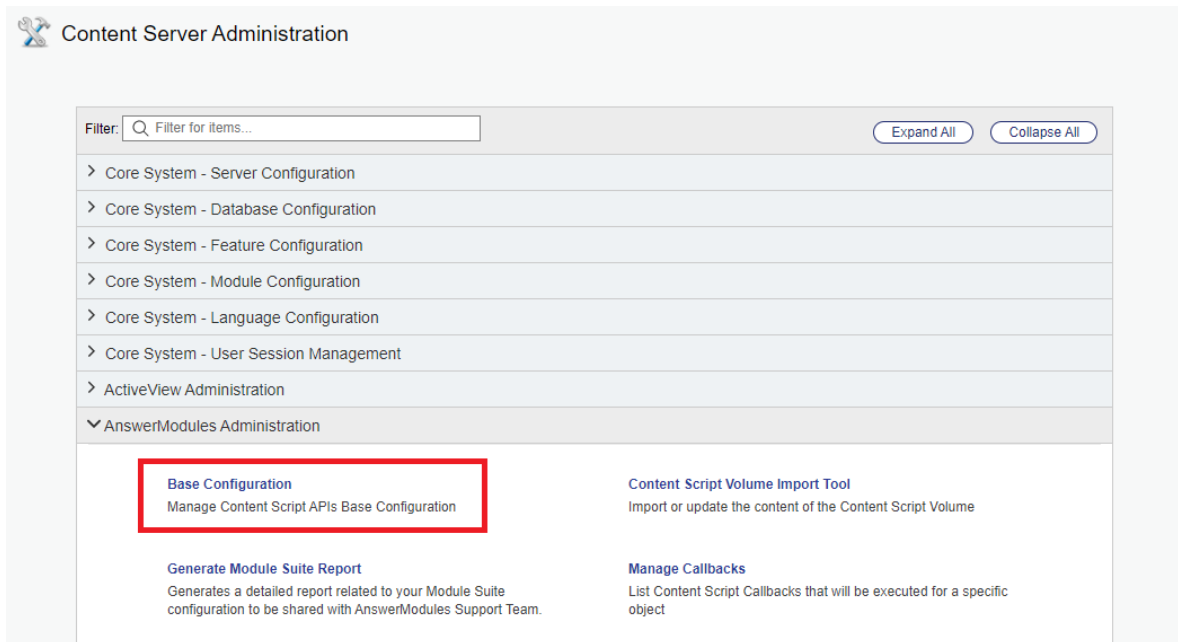 Content Server Administration
Filter: Filter for items...
Expand All
Collapse All
Core System - Server Configuration
Core System - Database Configuration
Core System - Feature Configuration
Core System - Module Configuration
Core System - Language Configuration
Core System - User Session Management
ActiveView Administration
AnswerModules Administration
Base Configuration
Manage Content Script APIs Base Configuration
Content Script Volume Import Tool
Import or update the content of the Content Script Volume
Generate Module Suite Report
Generates a detailed report related to your Module Suite
configuration to be shared with AnswerModules Support Team.
Manage Callbacks
List Content Script Callbacks that will be executed for a specific
object